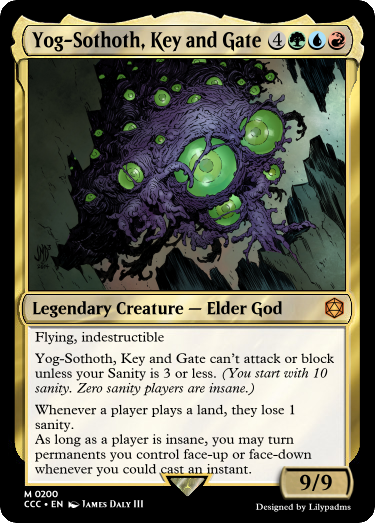 Yog-Sothoth, Key and Gate 4
Legendary Creature — Elder God
Flying, indestructible
Yog-Sothoth, Key and Gate can't attack or block
unless your Sanity is 3 or less. (You start with 10
sanity. Zero sanity players are insane.)
Whenever a player plays a land, they lose 1
sanity.
As long as a player is insane, you may turn
permanents you control face-up or face-down
whenever you could cast an instant.
9/9
M 0200
CCC • EN James Daly III
Designed by Lilypadms